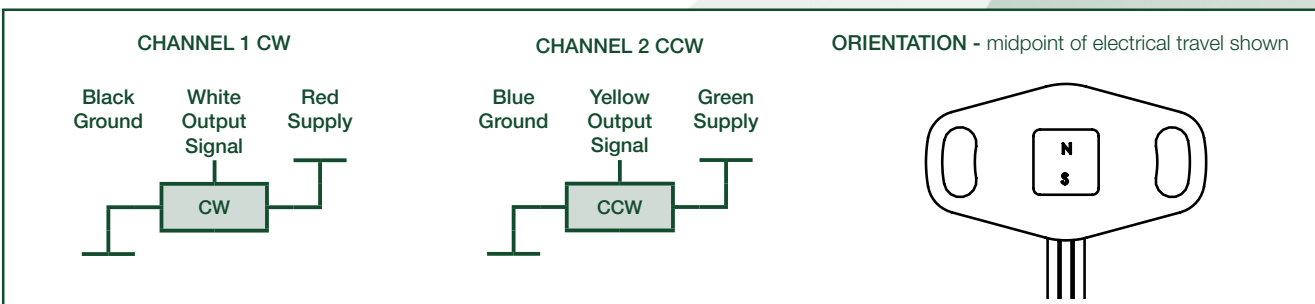 CHANNEL 1 CW
Black
Ground
White
Output
Signal
Red
Supply
CW
CHANNEL 2 CCW
Blue
Ground
Yellow
Output
Signal
Green
Supply
CCW
ORIENTATION - midpoint of electrical travel shown
N
S